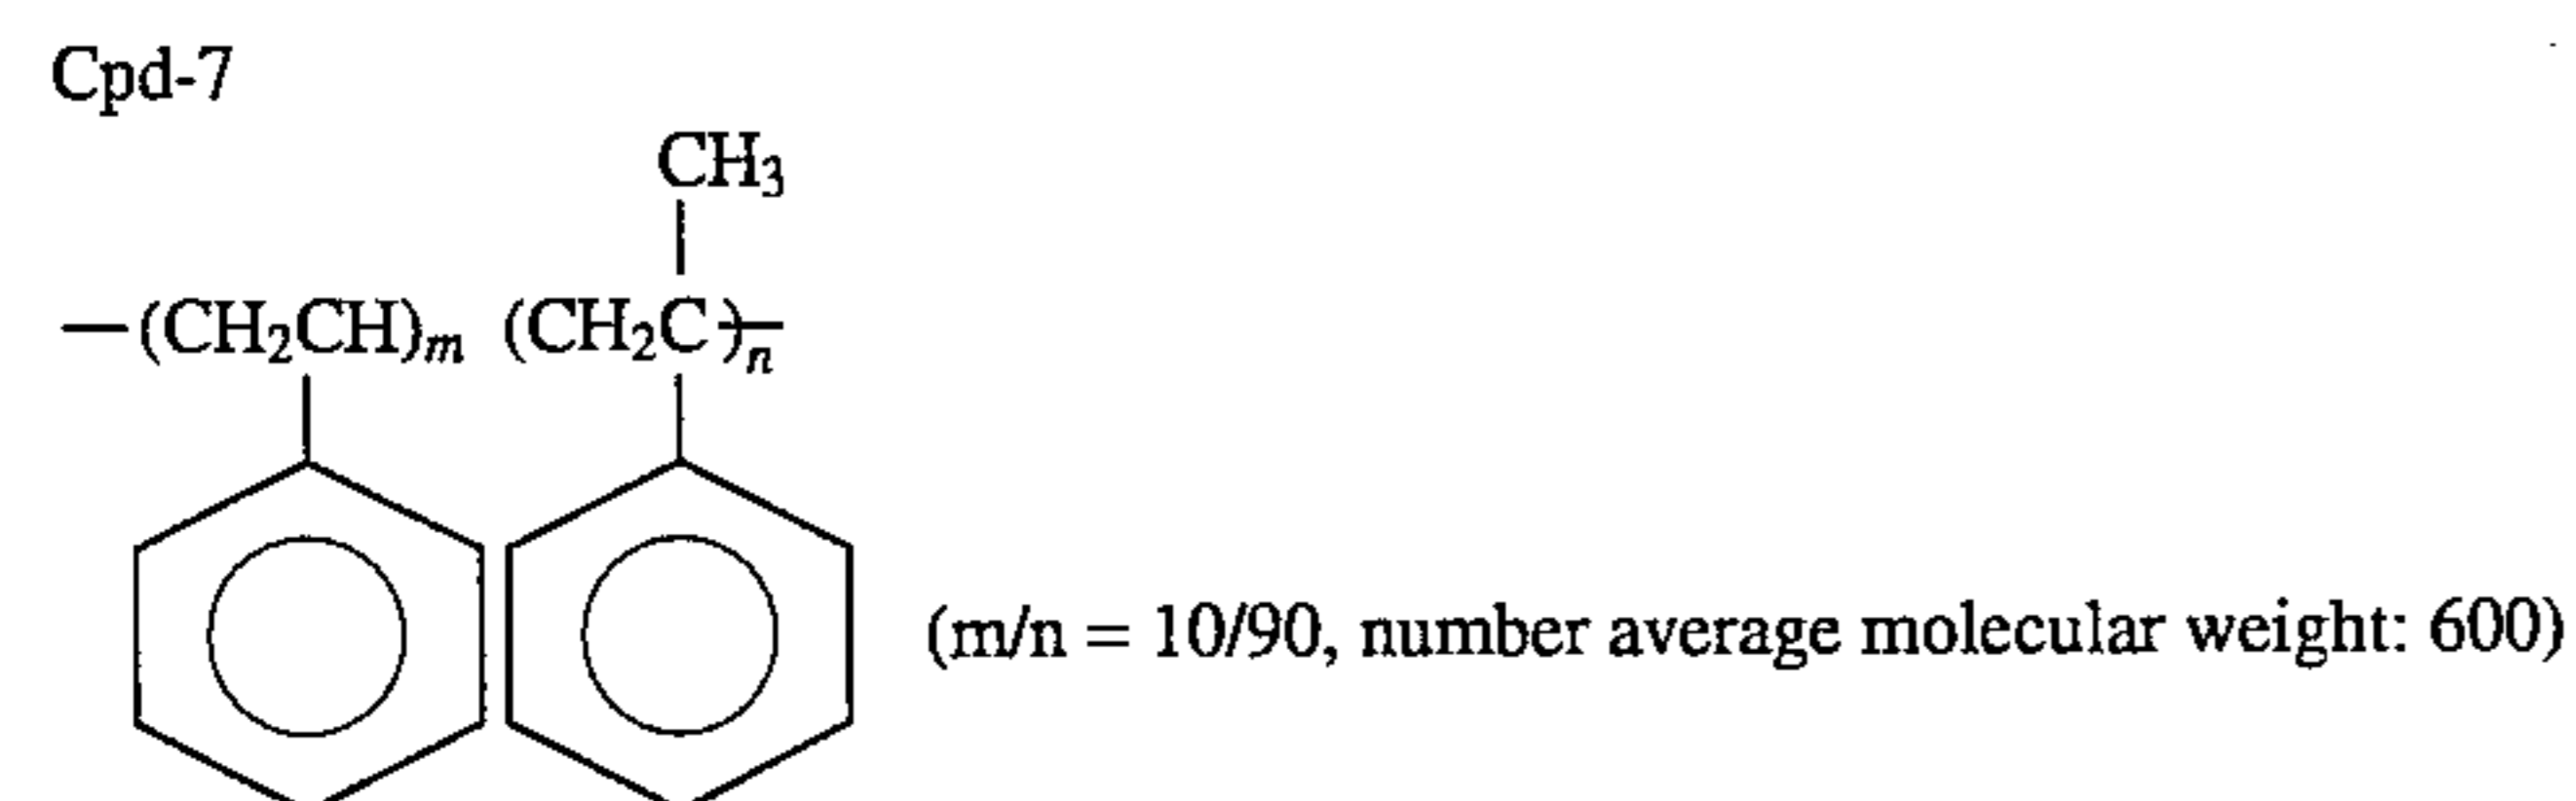 Cpd-7
CH3
—(CH2CH)m (CH2C)n—
(m/n = 10/90, number average molecular weight: 600)